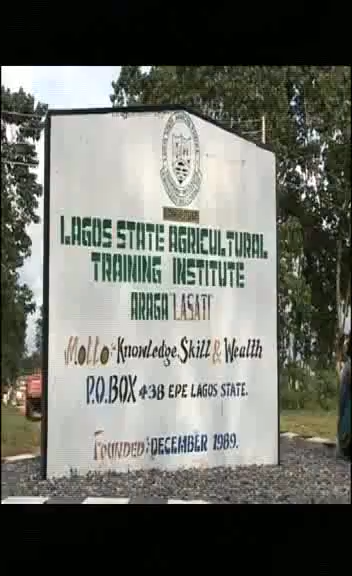 LAGOS STATE AGRICULTURAL
TRAINING INSTITUTE
ARAGA LASATI
Motto:- Knowledge, Skill & Wealth
P.O. BOX 438 EPE LAGOS STATE.
FOUNDED: DECEMBER 1989.